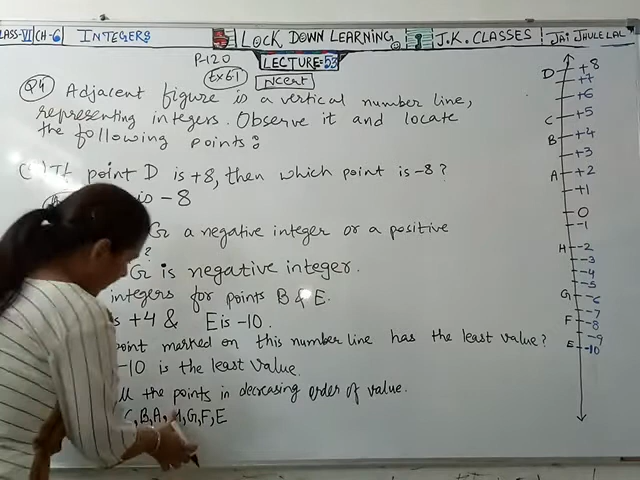 CLASS-VI CH-6 INTEGERS LOCK DOWN LEARNING J.K. CLASSES JAI JHULELAL
P-120 LECTURE:53
Ex 6.1 Ncert
Q4 Adjacent figure is a vertical number line,
representing integers. Observe it and locate
the following points:
If point D is +8, then which point is -8?
is -8
G a negative integer or a positive
?
G is negative integer.
integers for points B & E.
+4 & E is -10.
point marked on this number line has the least value?
-10 is the least value.
the points in decreasing order of value.
C, B, A, H, G, F, E
D +8
+7
+6
C +5
B +4
+3
A +2
+1
0
-1
H -2
-3
-4
-5
G -6
-7
F -8
-9
E -10